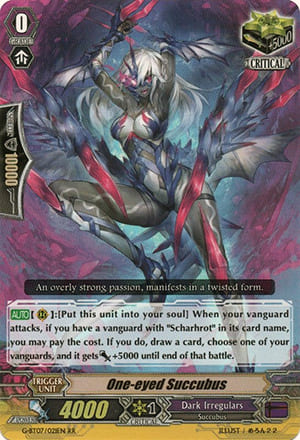 0
GRADE
+5000
CRITICAL
10000
An overly strong passion, manifests in a twisted form.
AUTO[ ]:[Put this unit into your soul] When your vanguard
attacks, if you have a vanguard with "Scharhrot" in its card name,
you may pay the cost. If you do, draw a card, choose one of your
vanguards, and it gets +5000 until end of that battle.
TRIGGER
UNIT
One-eyed Succubus
4000
1
CRITICAL
Dark Irregulars
Succubus
G-BT07/021EN RR